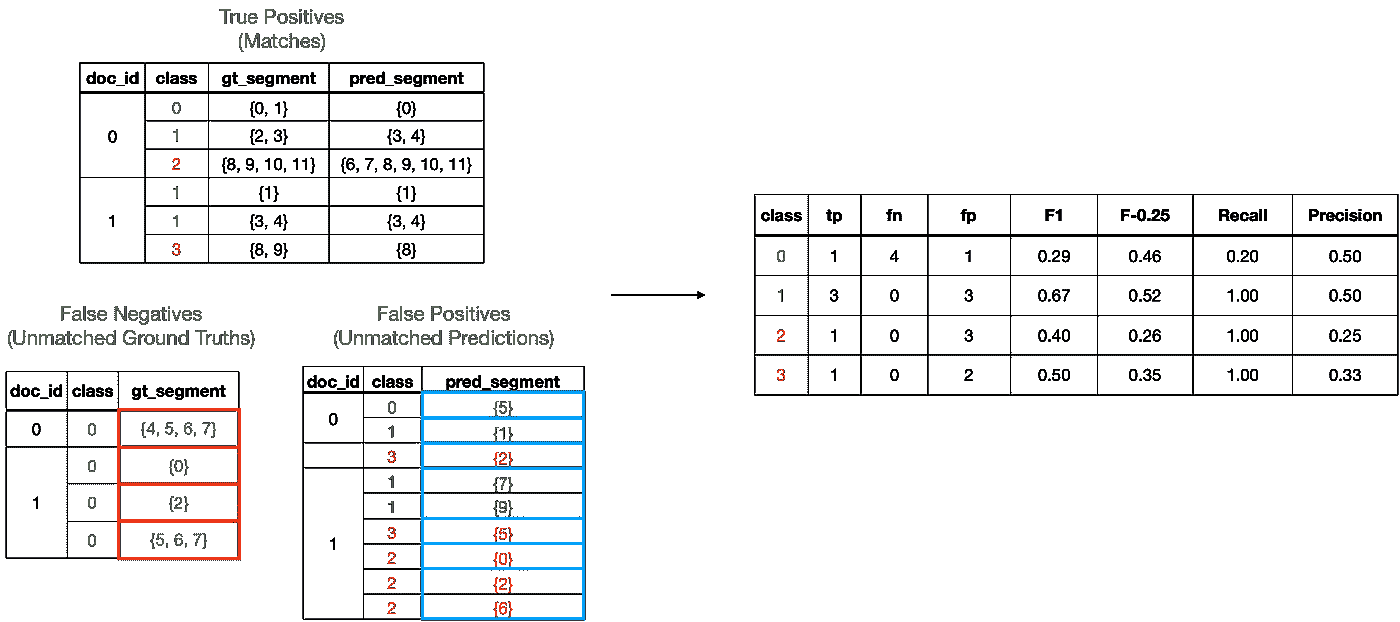 True Positives
(Matches)
doc_id class gt_segment pred_segment
0 0 {0, 1} {0}
1 {2, 3} {3, 4}
2 {8, 9, 10, 11} {6, 7, 8, 9, 10, 11}
1 1 {1} {1}
1 {3, 4} {3, 4}
3 {8, 9} {8}
False Negatives
(Unmatched Ground Truths)
doc_id class gt_segment
0 0 {4, 5, 6, 7}
1 0 {0}
0 {2}
0 {5, 6, 7}
False Positives
(Unmatched Predictions)
doc_id class pred_segment
0 0 {5}
1 {1}
3 {2}
1 1 {7}
1 {9}
3 {5}
2 {0}
2 {2}
2 {6}
class tp fn fp F1 F-0.25 Recall Precision
0 1 4 1 0.29 0.46 0.20 0.50
1 3 0 3 0.67 0.52 1.00 0.50
2 1 0 3 0.40 0.26 1.00 0.25
3 1 0 2 0.50 0.35 1.00 0.33